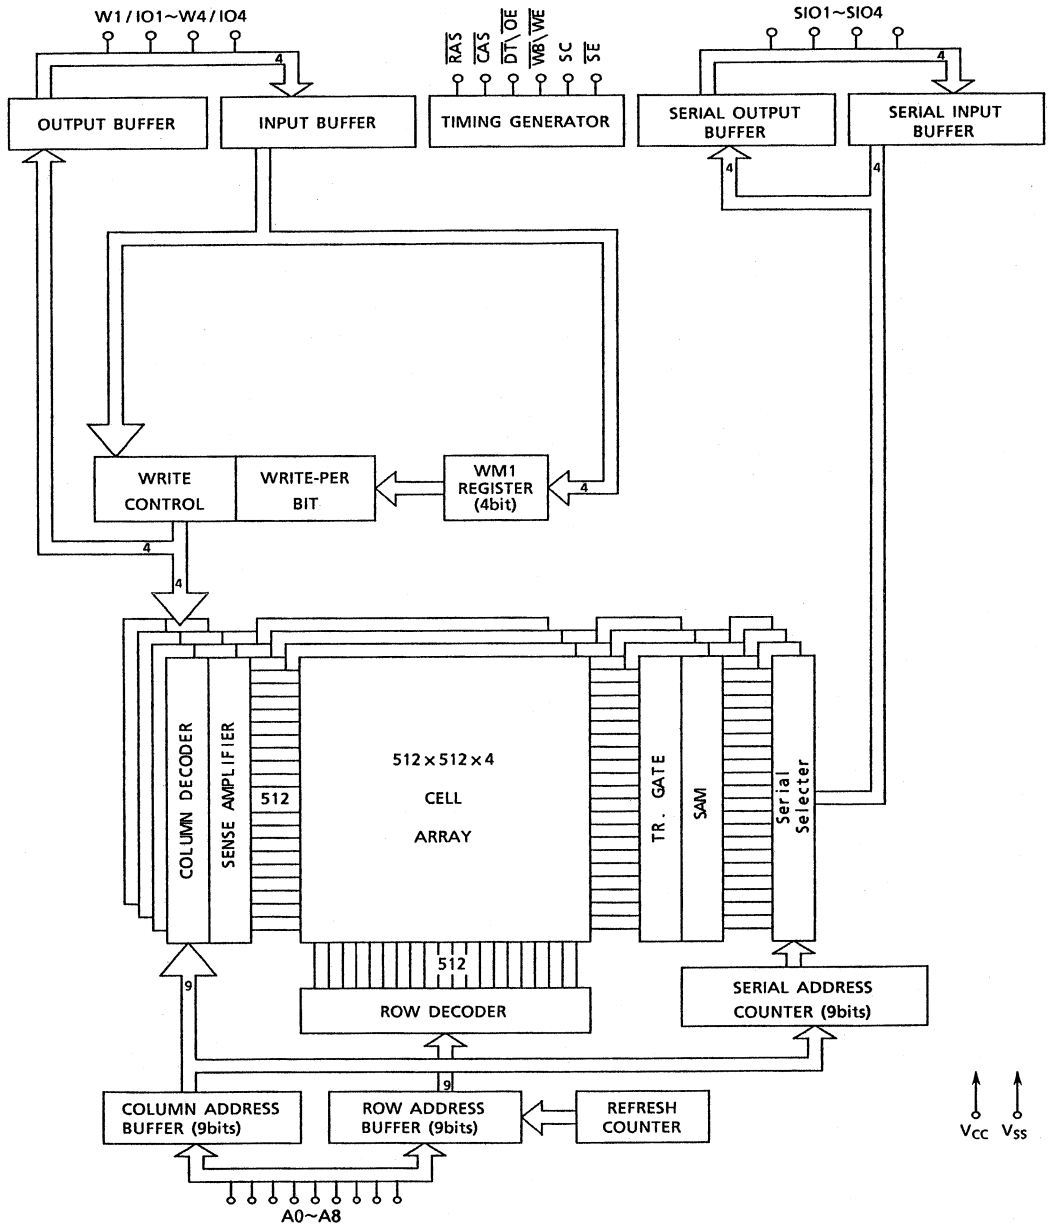 W1/IO1~W4/IO4
4
OUTPUT BUFFER
INPUT BUFFER
RAS
CAS
DT\OE
WB\WE
SC
SE
TIMING GENERATOR
SIO1~SIO4
4
SERIAL OUTPUT
BUFFER
SERIAL INPUT
BUFFER
4
4
WRITE
CONTROL
WRITE-PER
BIT
WM1
REGISTER
(4bit)
4
4
4
COLUMN DECODER
SENSE AMPLIFIER
512
512×512×4
CELL
ARRAY
TR. GATE
SAM
Serial
Selecter
512
ROW DECODER
9
SERIAL ADDRESS
COUNTER (9bits)
9
COLUMN ADDRESS
BUFFER (9bits)
ROW ADDRESS
BUFFER (9bits)
REFRESH
COUNTER
VCC
VSS
A0~A8